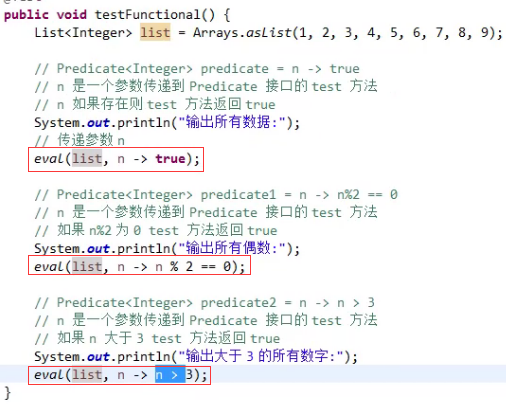 public void testFunctional() {
List<Integer> list = Arrays.asList(1, 2, 3, 4, 5, 6, 7, 8, 9);
// Predicate<Integer> predicate = n -> true
// n 是一个参数传递到 Predicate 接口的 test 方法
// n 如果存在则 test 方法返回 true
System.out.println("输出所有数据:");
// 传递参数 n
eval(list, n -> true);
// Predicate<Integer> predicate1 = n -> n%2 == 0
// n 是一个参数传递到 Predicate 接口的 test 方法
// 如果 n%2 为 0 test 方法返回 true
System.out.println("输出所有偶数:");
eval(list, n -> n % 2 == 0);
// Predicate<Integer> predicate2 = n -> n > 3
// n 是一个参数传递到 Predicate 接口的 test 方法
// 如果 n 大于 3 test 方法返回 true
System.out.println("输出大于 3 的所有数字:");
eval(list, n -> n > 3);
}